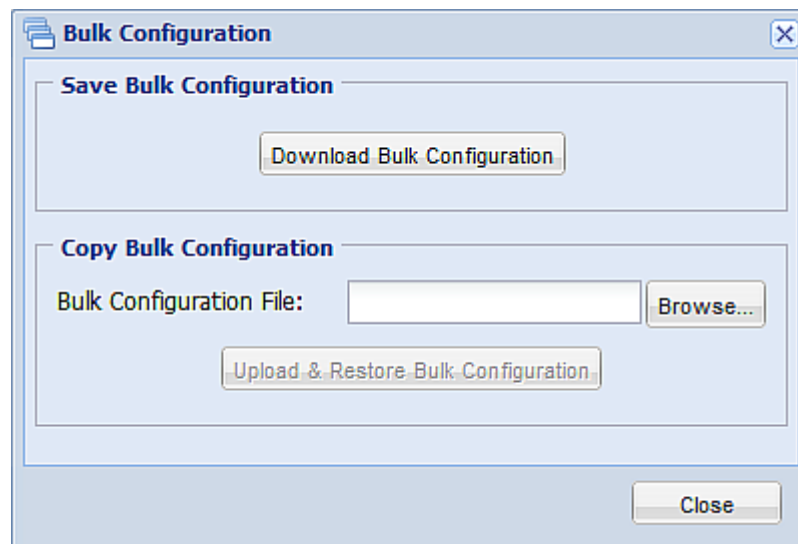 Bulk Configuration
Save Bulk Configuration
Download Bulk Configuration
Copy Bulk Configuration
Bulk Configuration File:
Browse...
Upload & Restore Bulk Configuration
Close